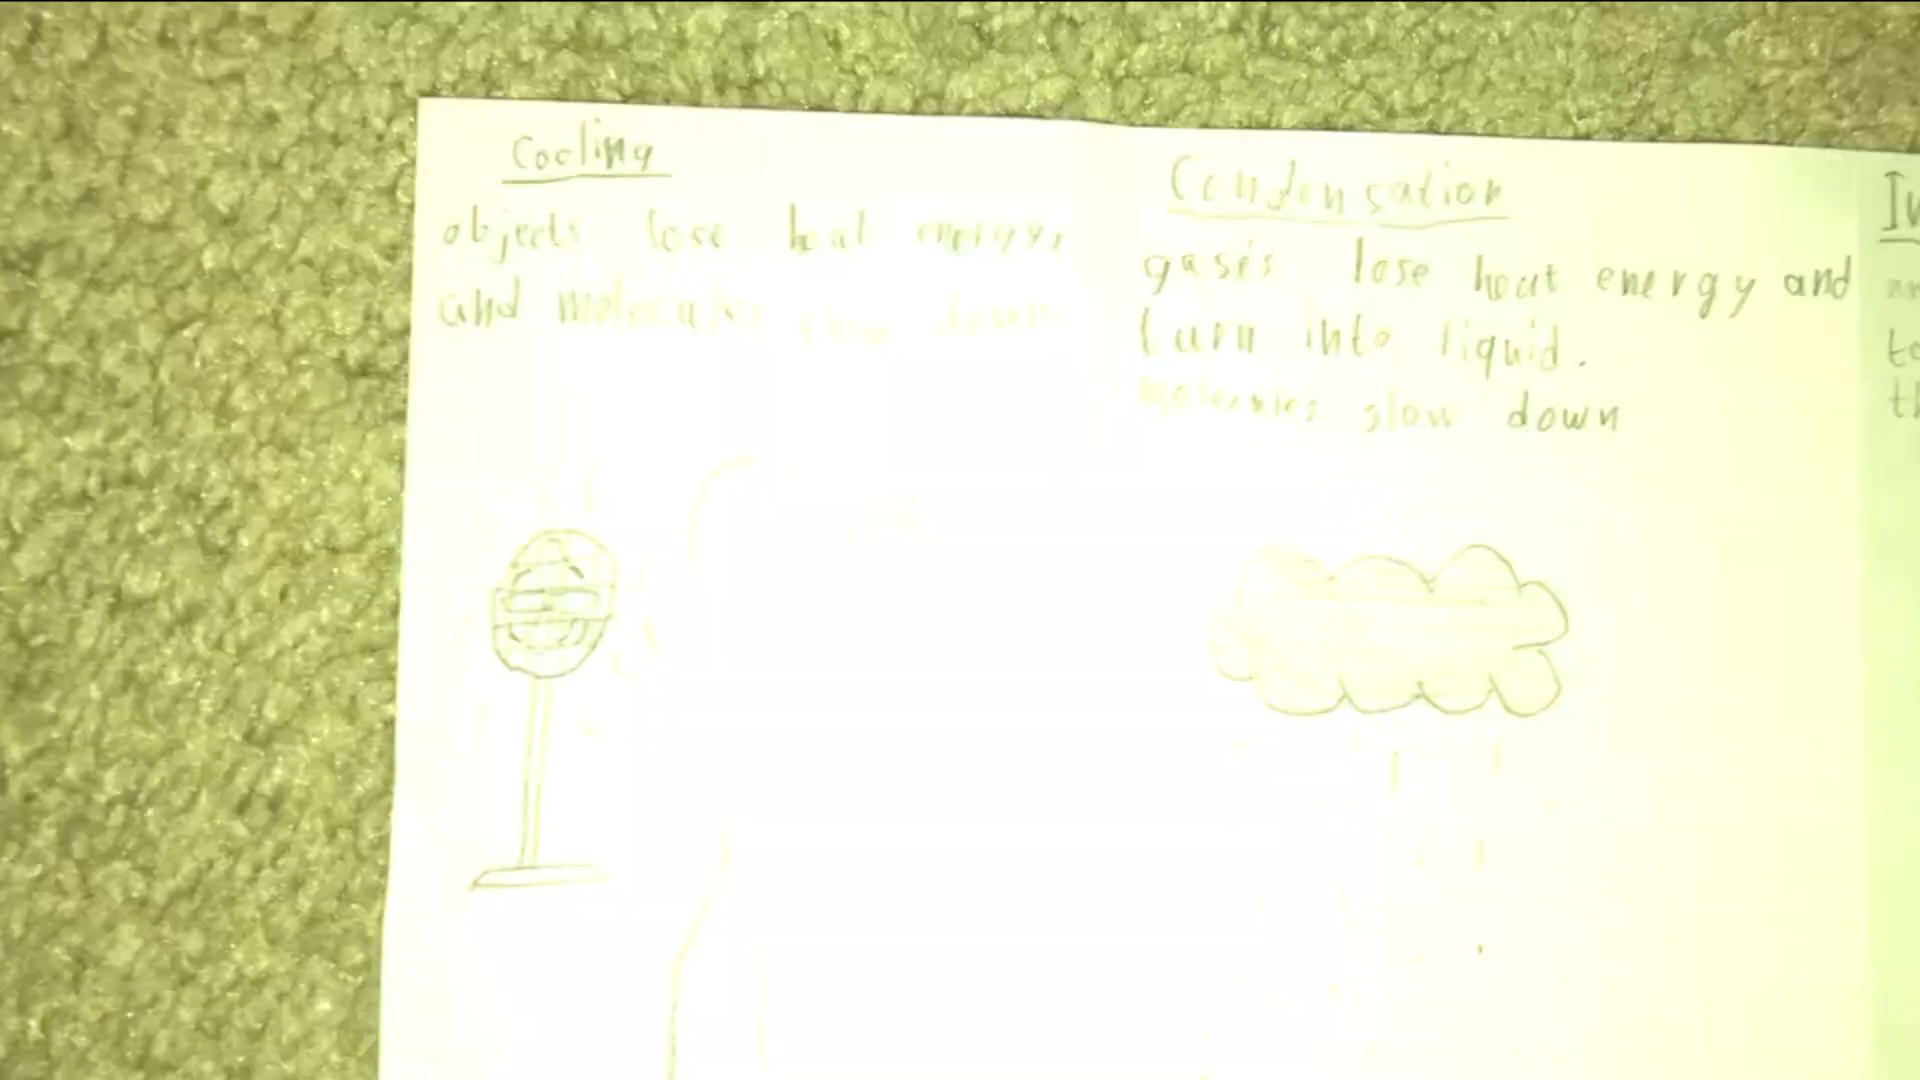 Cooling
objects lose heat energy,
and molecules slow down
Condensation
gases lose heat energy and
turn into liquid.
molecules slow down